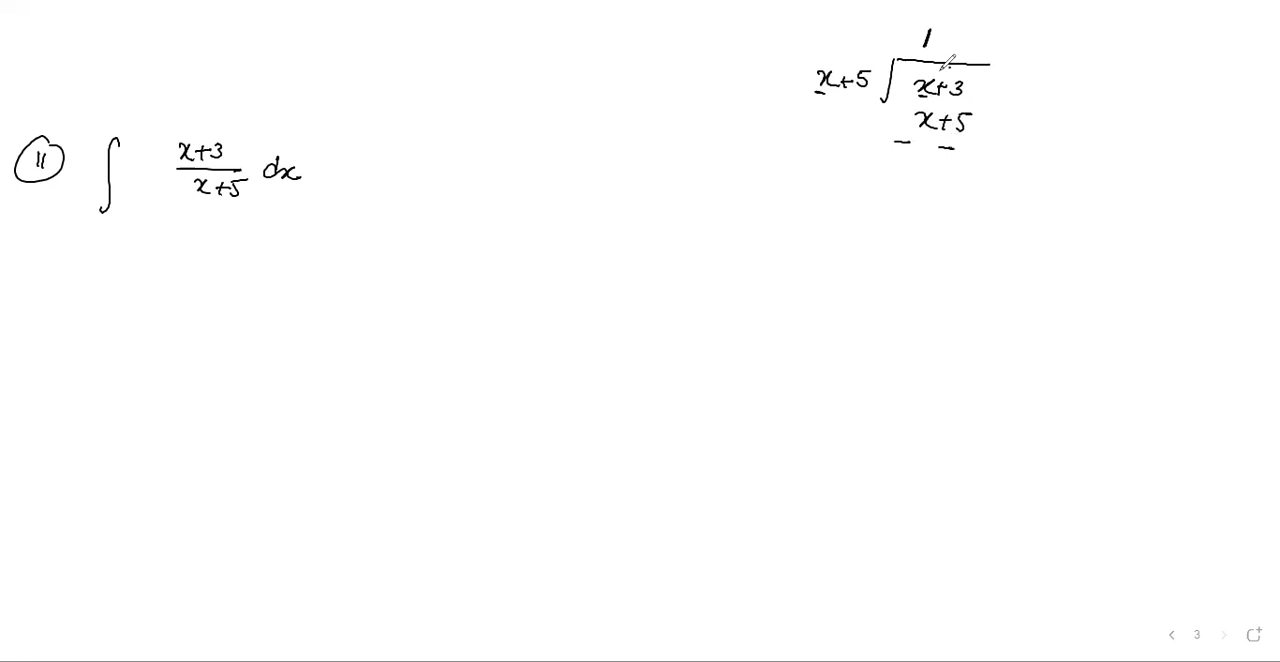 1
x+5 √ x+3
x+5
− −
11 ∫ x+3 / x+5 dx
3